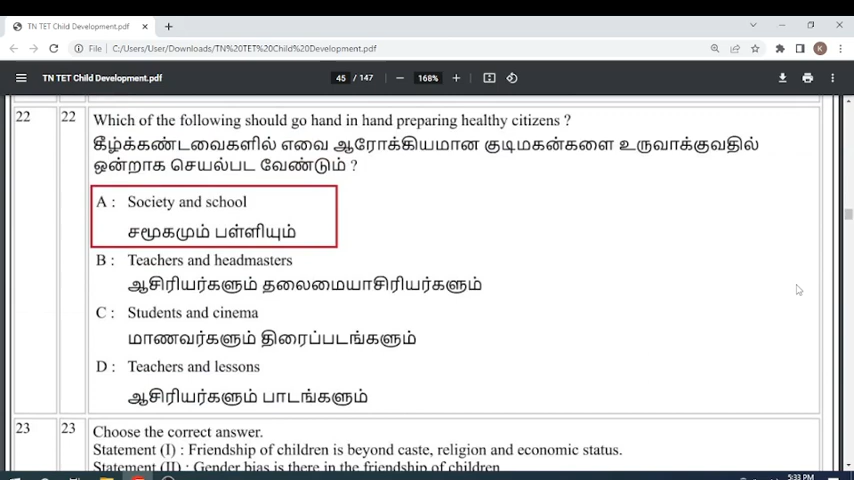 TN TET Child Development.pdf
File | C:/Users/User/Downloads/TN%20TET%20Child%20Development.pdf
K
TN TET Child Development.pdf
45 / 147
168%
22 22 Which of the following should go hand in hand preparing healthy citizens ?
கீழ்க்கண்டவைகளில் எவை ஆரோக்கியமான குடிமகன்களை உருவாக்குவதில்
ஒன்றாக செயல்பட வேண்டும் ?
A : Society and school
சமூகமும் பள்ளியும்
B : Teachers and headmasters
ஆசிரியர்களும் தலைமையாசிரியர்களும்
C : Students and cinema
மாணவர்களும் திரைப்படங்களும்
D : Teachers and lessons
ஆசிரியர்களும் பாடங்களும்
23 23 Choose the correct answer.
Statement (I) : Friendship of children is beyond caste, religion and economic status.
Statement (II) : Gender bias is there in the friendship of children
5:33 PM